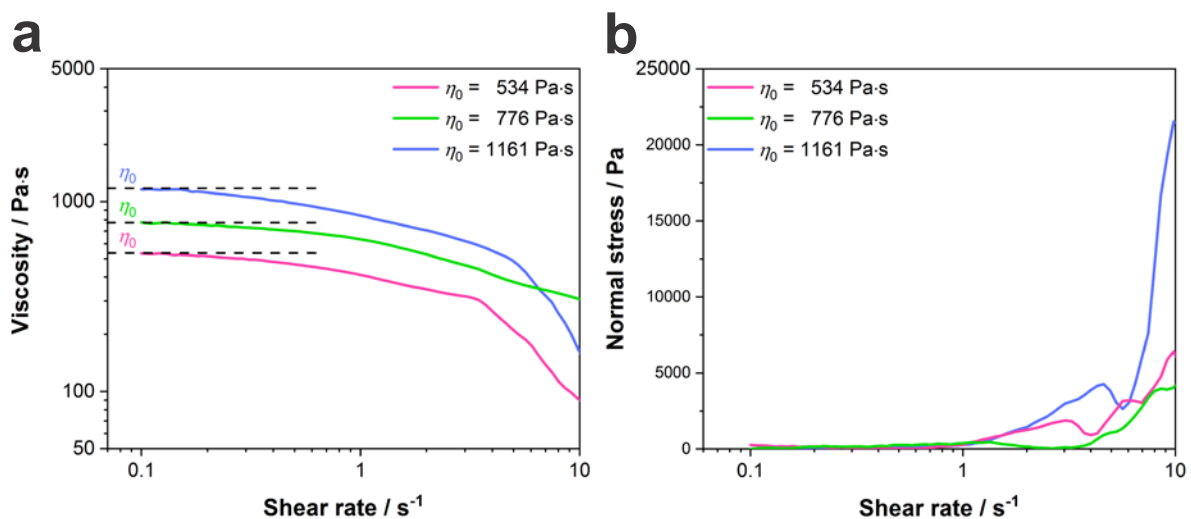 a
5000
1000
100
50
Viscosity / Pa·s
η0 = 534 Pa·s
η0 = 776 Pa·s
η0 = 1161 Pa·s
η0
η0
η0
0.1 1 10
Shear rate / s-1
b
25000
20000
15000
10000
5000
0
Normal stress / Pa
η0 = 534 Pa·s
η0 = 776 Pa·s
η0 = 1161 Pa·s
0.1 1 10
Shear rate / s-1